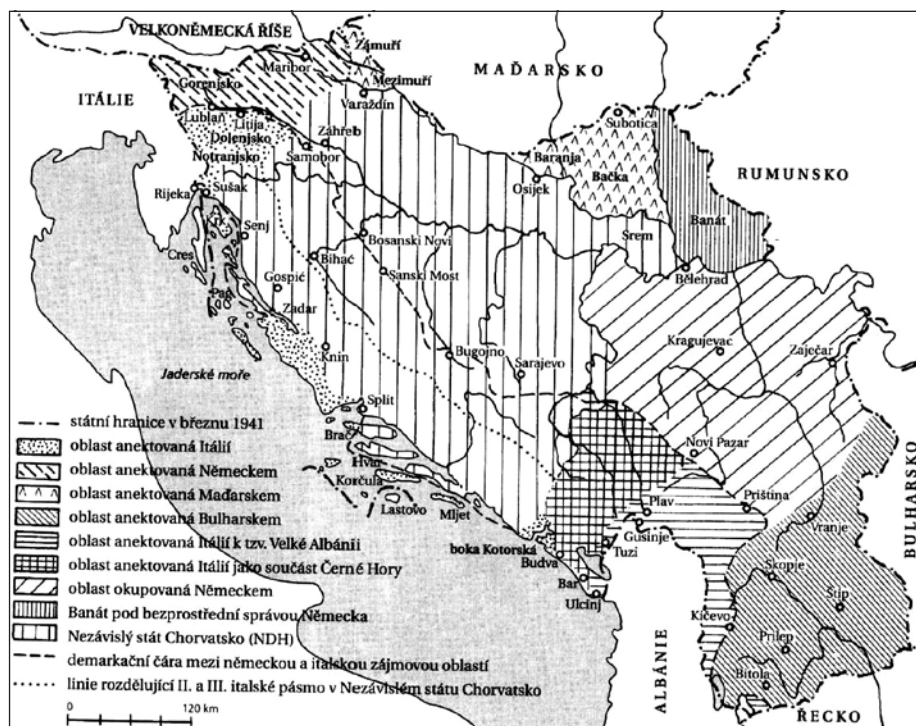 VELKONĚMECKÁ ŘÍŠE
Zámuří
MAĎARSKO
Maribor
Mezimuří
Gorenjsko
ITÁLIE
Varaždín
Subotica
Lublaň
Litija
Záhřeb
Dolenjsko
Samobor
Baranja
Notranjsko
Bačka
RUMUNSKO
Osijek
Rijeka
Sušak
Banát
Krk
Senj
Bosanski Novi
Srem
Cres
Bihać
Sanski Most
Bělehrad
Gospić
Pag
Zadar
Kragujevac
Zaječar
Knin
Bugojno
Sarajevo
Jaderské moře
Split
státní hranice v březnu 1941
Brač
oblast anektovaná Itálií
Novi Pazar
Hvar
oblast anektovaná Německem
Korčula
oblast anektovaná Maďarskem
Lastovo
Mljet
Plav
Priština
BULHARSKO
oblast anektovaná Bulharskem
Gusinje
Vranje
boka Kotorská
Tuzi
oblast anektovaná Itálií k tzv. Velké Albánii
Budva
oblast anektovaná Itálií jako součást Černé Hory
Bar
Skopje
oblast okupovaná Německem
Ulcinj
Štip
Banát pod bezprostřední správou Německa
Kičevo
Nezávislý stát Chorvatsko (NDH)
ALBÁNIE
Prilep
demarkační čára mezi německou a italskou zájmovou oblastí
Bitola
linie rozdělující II. a III. italské pásmo v Nezávislém státu Chorvatsko
ŘECKO
0 120 km